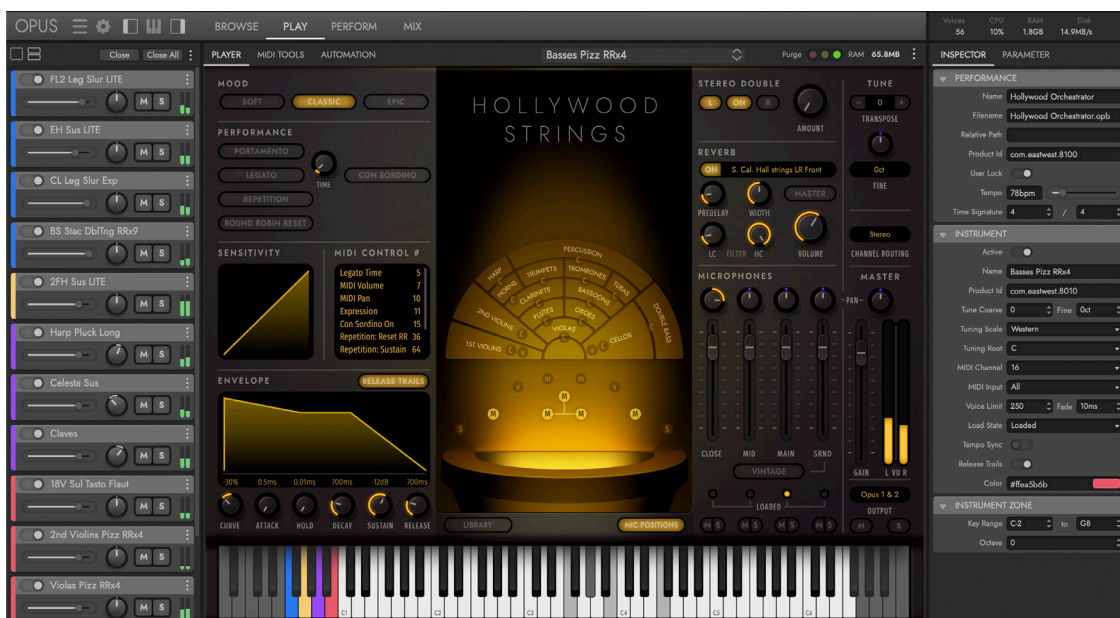 OPUS
BROWSE PLAY PERFORM MIX
Voices CPU RAM Disk
56 10% 1.8GB 14.9MB/s
Close Close All
PLAYER MIDI TOOLS AUTOMATION
Basses Pizz RRx4
Purge RAM 65.8MB
INSPECTOR PARAMETER
FL2 Leg Slur LITE
M S
EH Sus LITE
M S
CL Leg Slur Exp
M S
BS Stac DblTng RRx9
M S
2FH Sus LITE
M S
Harp Pluck Long
M S
Celesta Sus
M S
Claves
M S
18V Sul Tasto Flaut
M S
2nd Violins Pizz RRx4
M S
Violas Pizz RRx4
M S
MOOD
SOFT CLASSIC EPIC
PERFORMANCE
PORTAMENTO
LEGATO
TIME
CON SORDINO
REPETITION
ROUND ROBIN RESET
SENSITIVITY
MIDI CONTROL #
Legato Time 5
MIDI Volume 7
MIDI Pan 10
Expression 11
Con Sordino On 15
Repetition: Reset RR 36
Repetition: Sustain 64
ENVELOPE
RELEASE TRAILS
-30% 0.5ms 0.01ms 700ms -12dB 700ms
CURVE ATTACK HOLD DECAY SUSTAIN RELEASE
HOLLYWOOD
STRINGS
PERCUSSION
HARP TRUMPETS TROMBONES
HORNS TUBAS
CLARINETS BASSOONS
2ND VIOLINS FLUTES OBOES DOUBLE BASS
1ST VIOLINS VIOLAS CELLOS
LIBRARY
MIC POSITIONS
STEREO DOUBLE
L ON R
AMOUNT
REVERB
ON S. Cal. Hall strings LR Front
MASTER
PREDELAY WIDTH
LC FILTER HC VOLUME
MICROPHONES
~PAN~
CLOSE MID MAIN SRND
VINTAGE
LOADED
M S M S M S M S
TUNE
- 0 +
TRANSPOSE
0ct
FINE
Stereo
CHANNEL ROUTING
MASTER
GAIN L VU R
Opus 1 & 2
OUTPUT
M S
C1 C2 C3 C4 C5 C6
PERFORMANCE
Name Hollywood Orchestrator
Filename Hollywood Orchestrator.opb
Relative Path
Product Id com.eastwest.8100
User Lock
Tempo 78bpm
Time Signature 4 / 4
INSTRUMENT
Active
Name Basses Pizz RRx4
Product Id com.eastwest.8010
Tune Coarse 0 Fine 0ct
Tuning Scale Western
Tuning Root C
MIDI Channel 16
MIDI Input All
Voice Limit 250 Fade 10ms
Load State Loaded
Tempo Sync
Release Trails
Color #ffea5b6b
INSTRUMENT ZONE
Key Range C-2 to G8
Octave 0